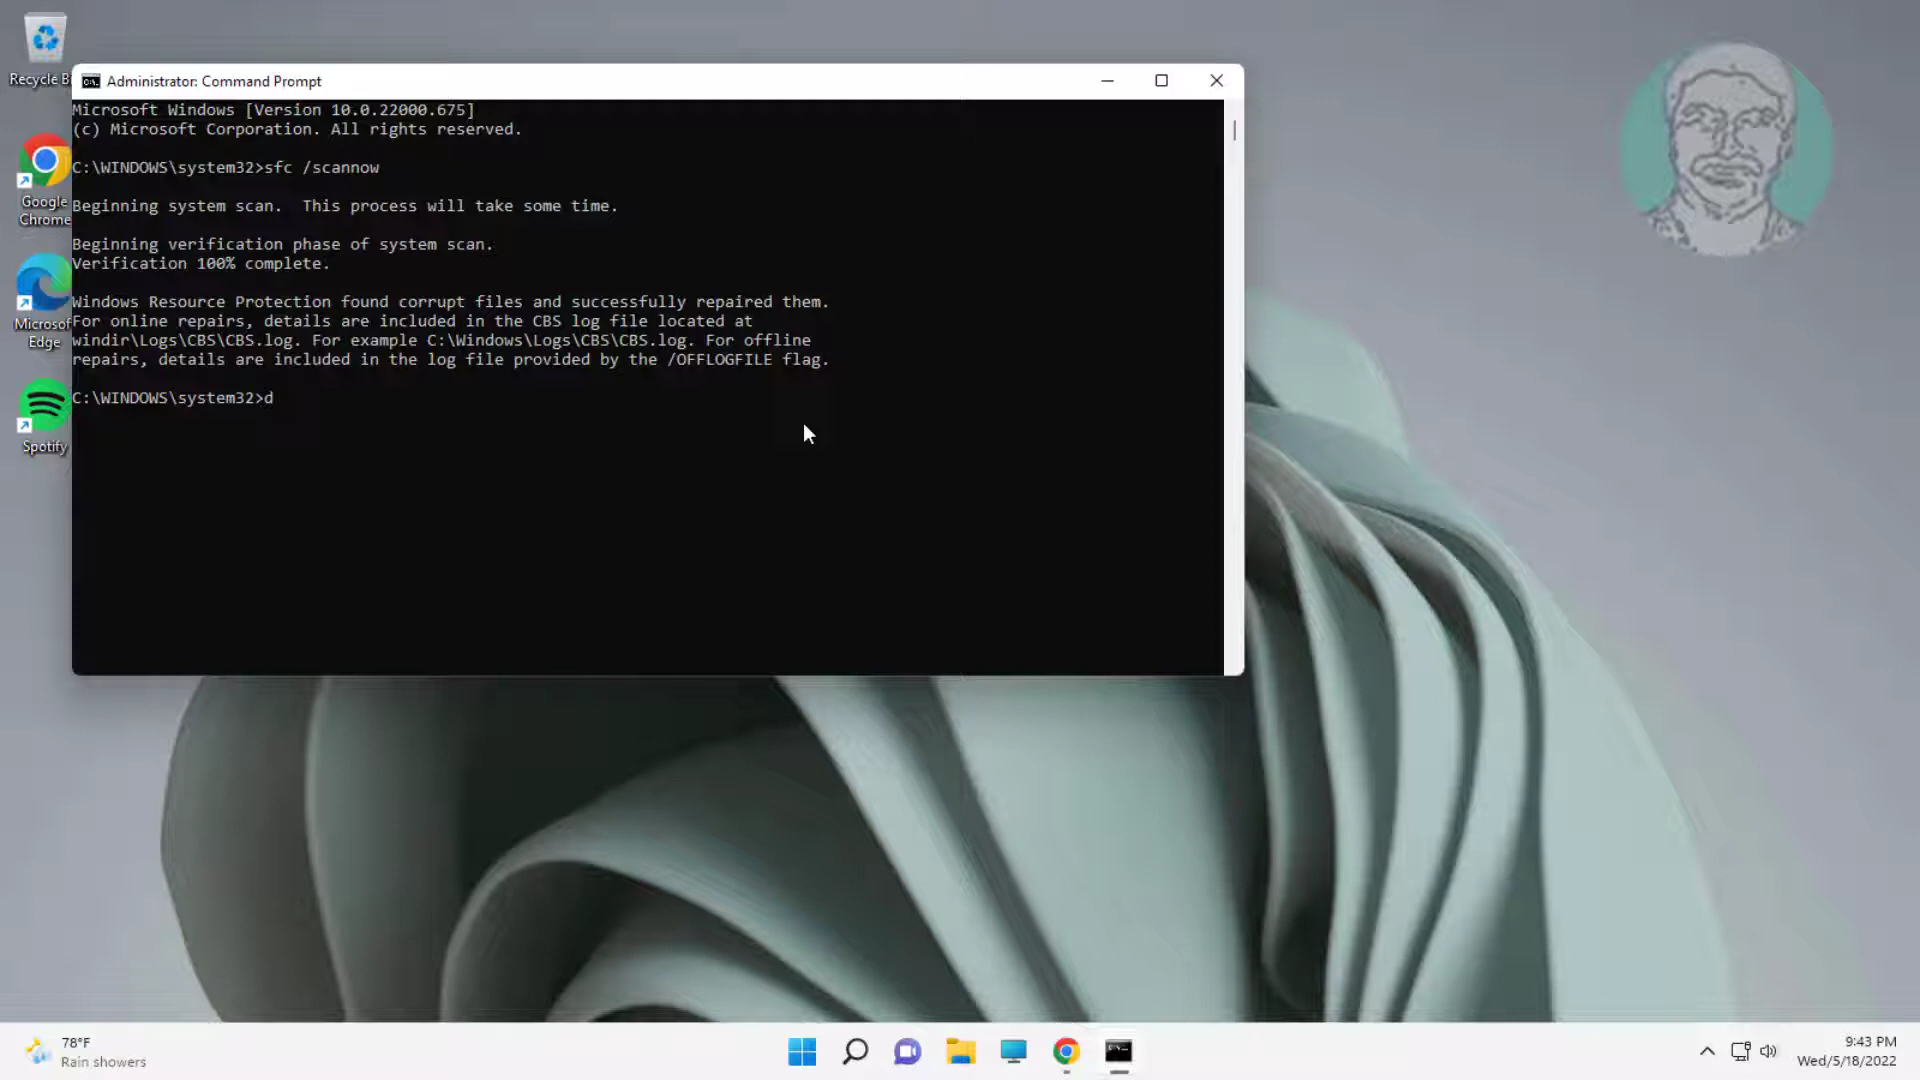 Recycle B
Administrator: Command Prompt
Microsoft Windows [Version 10.0.22000.675]
(c) Microsoft Corporation. All rights reserved.
C:\WINDOWS\system32>sfc /scannow
Beginning system scan.  This process will take some time.
Beginning verification phase of system scan.
Verification 100% complete.
Windows Resource Protection found corrupt files and successfully repaired them.
For online repairs, details are included in the CBS log file located at
windir\Logs\CBS\CBS.log. For example C:\Windows\Logs\CBS\CBS.log. For offline
repairs, details are included in the log file provided by the /OFFLOGFILE flag.
C:\WINDOWS\system32>d
Google
Chrome
Microsof
Edge
Spotify
78°F
Rain showers
9:43 PM
Wed/5/18/2022